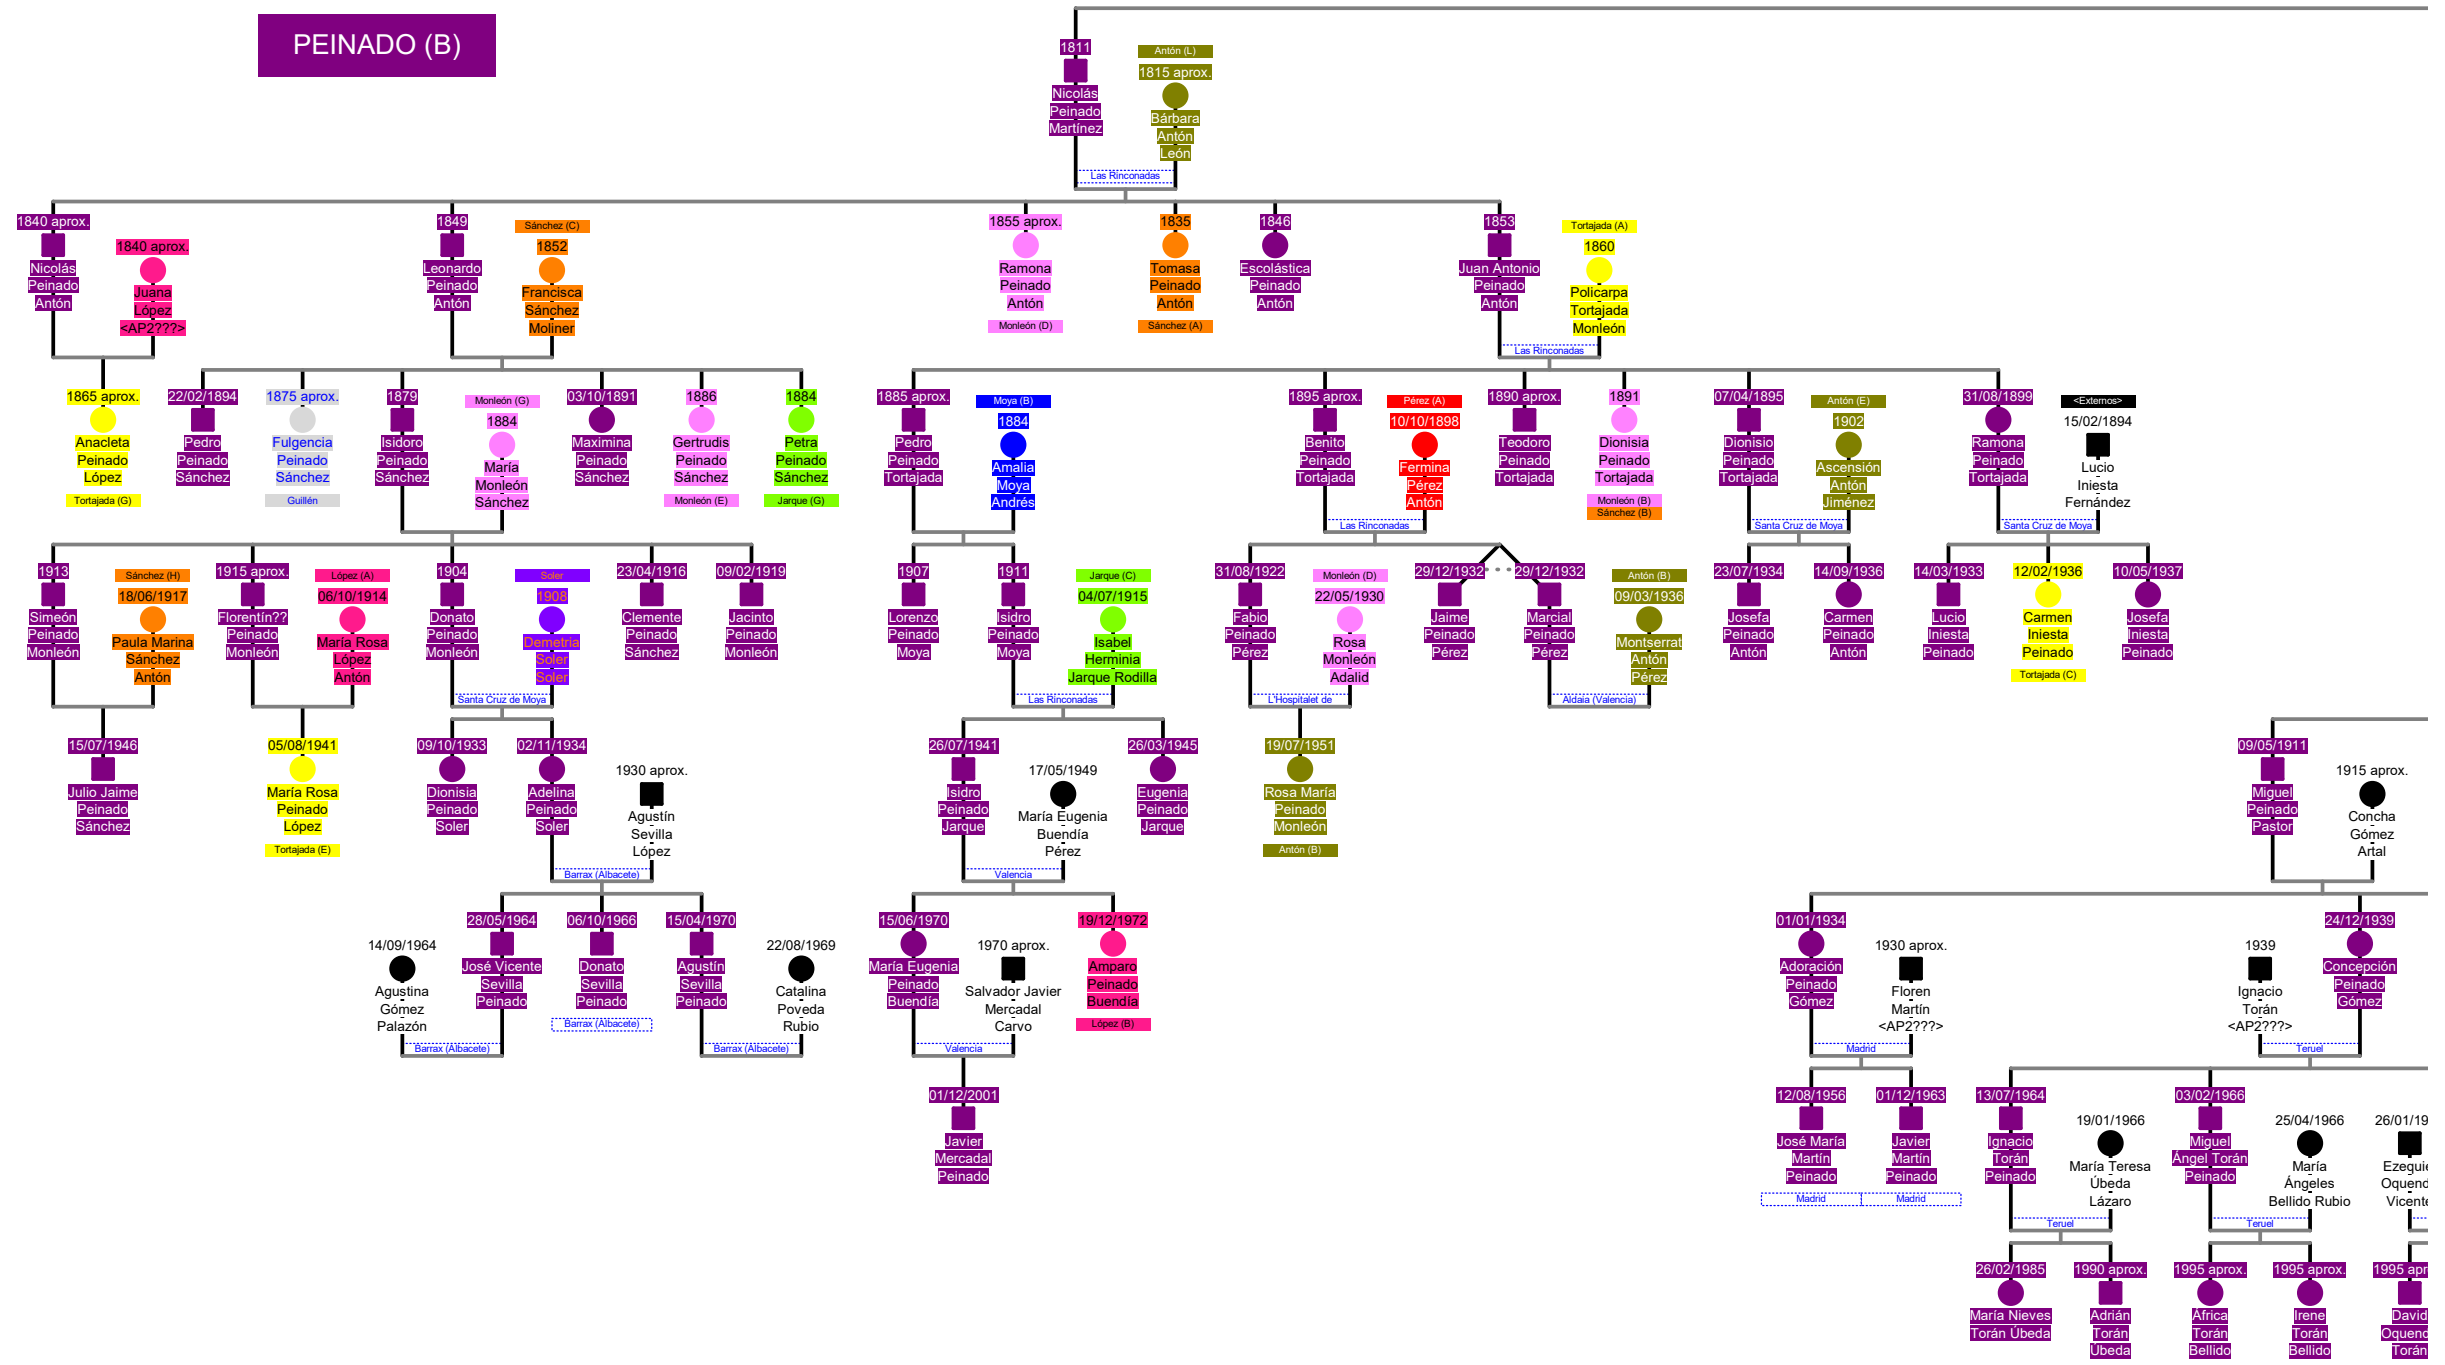 PEINADO (B)
1811
Nicolás
Peinado
Martínez
Antón (L)
1815 aprox.
Bárbara
Antón
León
Las Rinconadas
1840 aprox.
Nicolás
Peinado
Antón
1840 aprox.
Juana
López
<AP2???>
1849
Leonardo
Peinado
Antón
Sánchez (C)
1852
Francisca
Sánchez
Moliner
1855 aprox.
Ramona
Peinado
Antón
Monleón (D)
1835
Tomasa
Peinado
Antón
Sánchez (A)
1846
Escolástica
Peinado
Antón
1853
Juan Antonio
Peinado
Antón
Tortajada (A)
1860
Policarpa
Tortajada
Monleón
Las Rinconadas
1865 aprox.
Anacleta
Peinado
López
Tortajada (G)
22/02/1894
Pedro
Peinado
Sánchez
1875 aprox.
Fulgencia
Peinado
Sánchez
Guillén
1879
Isidoro
Peinado
Sánchez
Monleón (G)
1884
María
Monleón
Sánchez
03/10/1891
Maximina
Peinado
Sánchez
1886
Gertrudis
Peinado
Sánchez
Monleón (E)
1884
Petra
Peinado
Sánchez
Jarque (G)
1885 aprox.
Pedro
Peinado
Tortajada
Moya (B)
1884
Amalia
Moya
Andrés
1895 aprox.
Benito
Peinado
Tortajada
Pérez (A)
10/10/1898
Fermina
Pérez
Antón
Las Rinconadas
1890 aprox.
Teodoro
Peinado
Tortajada
1891
Dionisia
Peinado
Tortajada
Monleón (B)
Sánchez (B)
07/04/1895
Dionisio
Peinado
Tortajada
Antón (E)
1902
Ascensión
Antón
Jiménez
Santa Cruz de Moya
31/08/1899
Ramona
Peinado
Tortajada
<Externos>
15/02/1894
Lucio
Iniesta
Fernández
Santa Cruz de Moya
1913
Simeón
Peinado
Monleón
Sánchez (H)
18/06/1917
Paula Marina
Sánchez
Antón
1915 aprox.
Florentín??
Peinado
Monleón
López (A)
06/10/1914
María Rosa
López
Antón
1904
Donato
Peinado
Monleón
Soler
1908
Demetria
Soler
Soler
Santa Cruz de Moya
23/04/1916
Clemente
Peinado
Sánchez
09/02/1919
Jacinto
Peinado
Monleón
1907
Lorenzo
Peinado
Moya
1911
Isidro
Peinado
Moya
Jarque (C)
04/07/1915
Isabel
Herminia
Jarque Rodilla
Las Rinconadas
31/08/1922
Fabio
Peinado
Pérez
Monleón (D)
22/05/1930
Rosa
Monleón
Adalid
L'Hospitalet de
29/12/1932
Jaime
Peinado
Pérez
29/12/1932
Marcial
Peinado
Pérez
Antón (B)
09/03/1936
Montserrat
Antón
Pérez
Aldaia (Valencia)
23/07/1934
Josefa
Peinado
Antón
14/09/1936
Carmen
Peinado
Antón
14/03/1933
Lucio
Iniesta
Peinado
12/02/1936
Carmen
Iniesta
Peinado
Tortajada (C)
10/05/1937
Josefa
Iniesta
Peinado
15/07/1946
Julio Jaime
Peinado
Sánchez
05/08/1941
María Rosa
Peinado
López
Tortajada (E)
09/10/1933
Dionisia
Peinado
Soler
02/11/1934
Adelina
Peinado
Soler
1930 aprox.
Agustín
Sevilla
López
Barrax (Albacete)
26/07/1941
Isidro
Peinado
Jarque
17/05/1949
María Eugenia
Buendía
Pérez
Valencia
26/03/1945
Eugenia
Peinado
Jarque
19/07/1951
Rosa María
Peinado
Monleón
Antón (B)
09/05/1911
Miguel
Peinado
Pastor
1915 aprox.
Concha
Gómez
Artal
14/09/1964
Agustina
Gómez
Palazón
28/05/1964
José Vicente
Sevilla
Peinado
Barrax (Albacete)
06/10/1966
Donato
Sevilla
Peinado
Barrax (Albacete)
15/04/1970
Agustín
Sevilla
Peinado
22/08/1969
Catalina
Poveda
Rubio
Barrax (Albacete)
15/06/1970
María Eugenia
Peinado
Buendía
1970 aprox.
Salvador Javier
Mercadal
Carvo
Valencia
19/12/1972
Amparo
Peinado
Buendía
López (B)
01/01/1934
Adoración
Peinado
Gómez
1930 aprox.
Floren
Martín
<AP2???>
Madrid
1939
Ignacio
Torán
<AP2???>
24/12/1939
Concepción
Peinado
Gómez
Teruel
01/12/2001
Javier
Mercadal
Peinado
12/08/1956
José María
Martín
Peinado
Madrid
01/12/1963
Javier
Martín
Peinado
Madrid
13/07/1964
Ignacio
Torán
Peinado
19/01/1966
María Teresa
Úbeda
Lázaro
Teruel
03/02/1966
Miguel
Ángel Torán
Peinado
25/04/1966
María
Ángeles
Bellido Rubio
Teruel
26/01/19
Ezequie
Oquend
Vicente
26/02/1985
María Nieves
Torán Úbeda
1990 aprox.
Adrián
Torán
Úbeda
1995 aprox.
África
Torán
Bellido
1995 aprox.
Irene
Torán
Bellido
1995 apr
David
Oquend
Torán